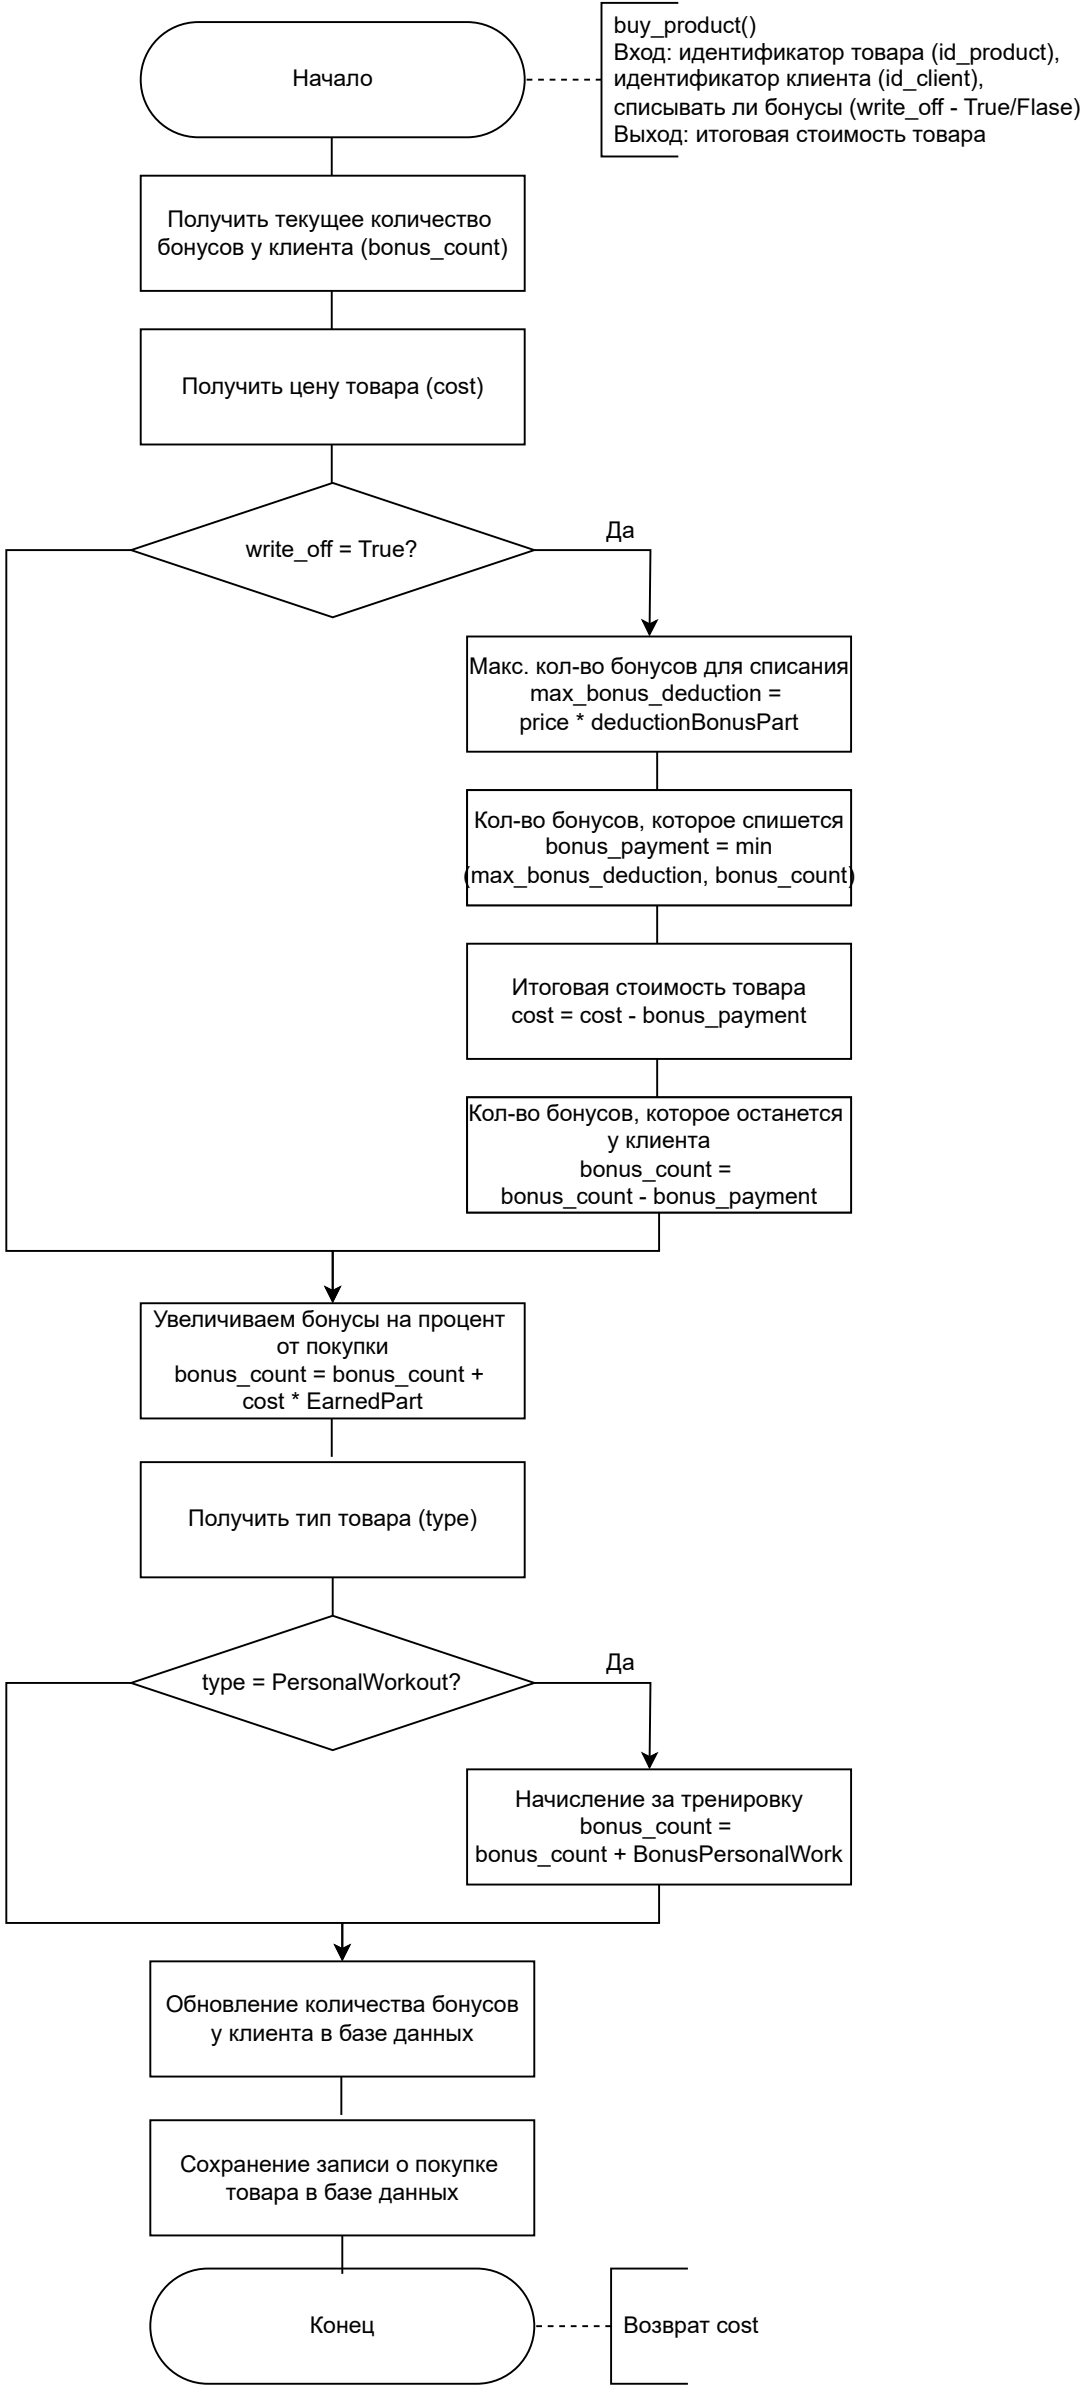 buy_product()
Вход: идентификатор товара (id_product),
идентификатор клиента (id_client),
списывать ли бонусы (write_off - True/Flase)
Выход: итоговая стоимость товара
Начало
Получить текущее количество
бонусов у клиента (bonus_count)
Получить цену товара (cost)
write_off = True?
Да
Макс. кол-во бонусов для списания
max_bonus_deduction =
price * deductionBonusPart
Кол-во бонусов, которое спишется
bonus_payment = min
(max_bonus_deduction, bonus_count)
Итоговая стоимость товара
cost = cost - bonus_payment
Кол-во бонусов, которое останется
у клиента
bonus_count =
bonus_count - bonus_payment
Увеличиваем бонусы на процент
от покупки
bonus_count = bonus_count +
cost * EarnedPart
Получить тип товара (type)
type = PersonalWorkout?
Да
Начисление за тренировку
bonus_count =
bonus_count + BonusPersonalWork
Обновление количества бонусов
у клиента в базе данных
Сохранение записи о покупке
товара в базе данных
Конец
Возврат cost